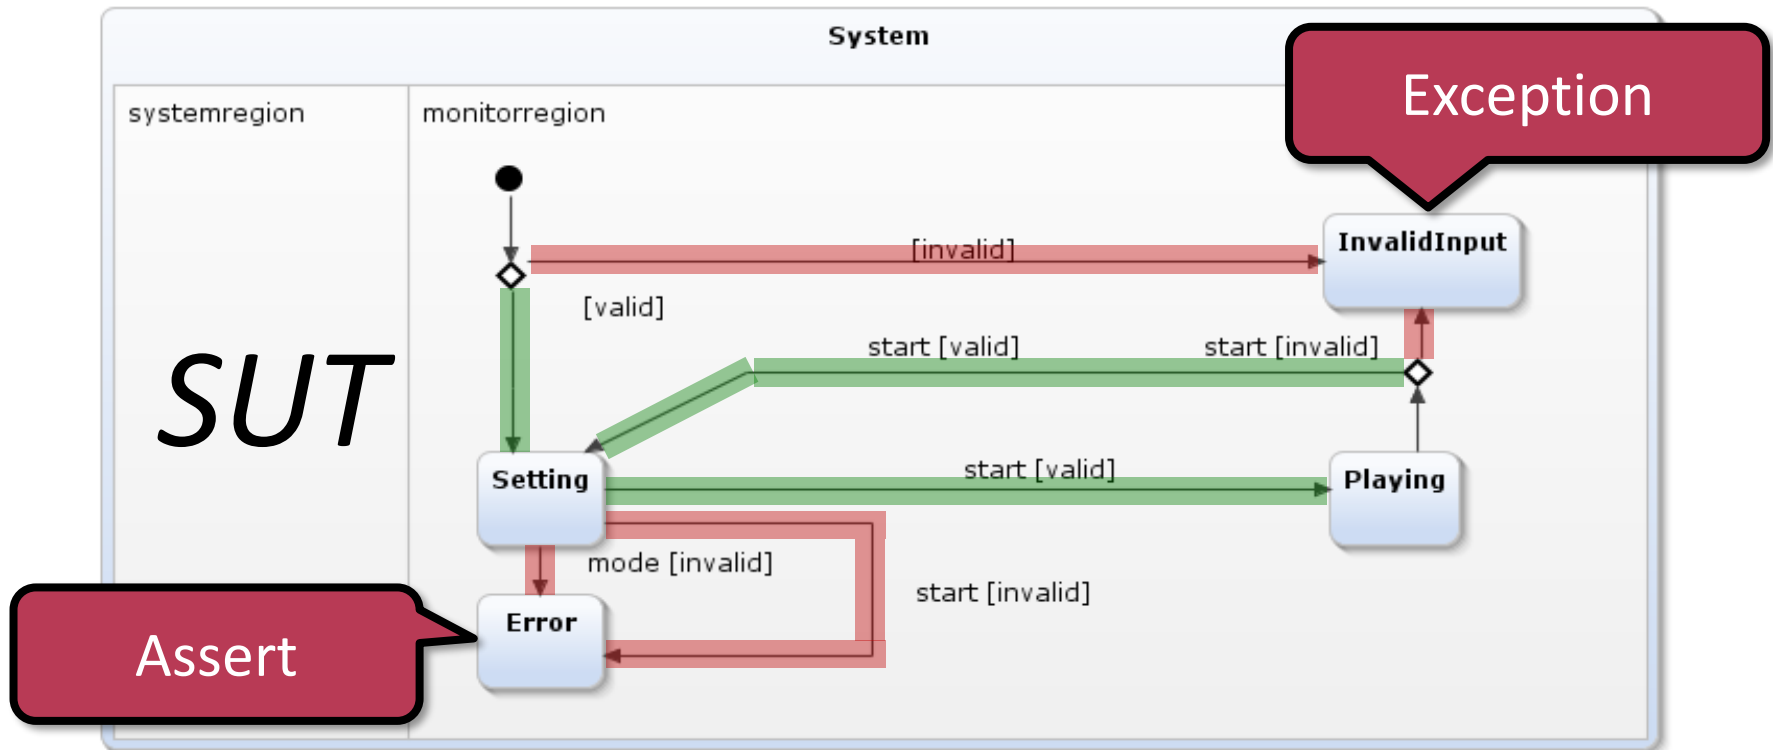 System
Exception
systemregion
monitorregion
InvalidInput
[invalid]
[valid]
start [valid]
start [invalid]
SUT
start [valid]
Setting
Playing
mode [invalid]
start [invalid]
Error
Assert